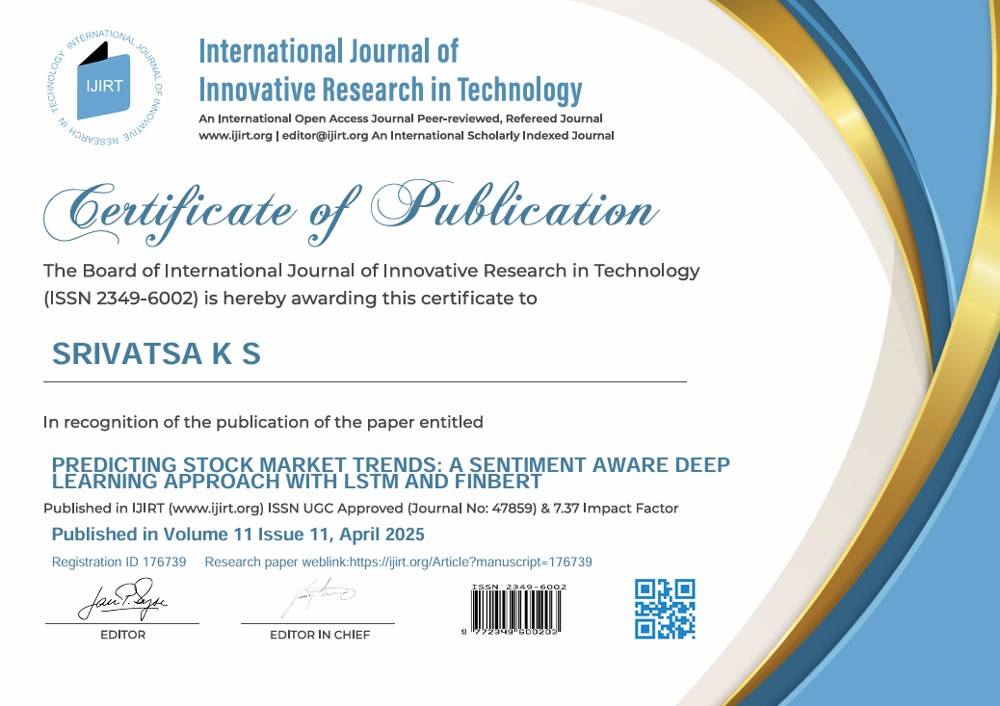 INTERNATIONAL JOURNAL OF INNOVATIVE RESEARCH IN TECHNOLOGY
IJIRT
International Journal of
Innovative Research in Technology
An International Open Access Journal Peer-reviewed, Refereed Journal
www.ijirt.org | editor@ijirt.org An International Scholarly Indexed Journal
Certificate of Publication
The Board of International Journal of Innovative Research in Technology
(ISSN 2349-6002) is hereby awarding this certificate to
SRIVATSA K S
In recognition of the publication of the paper entitled
PREDICTING STOCK MARKET TRENDS: A SENTIMENT AWARE DEEP
LEARNING APPROACH WITH LSTM AND FINBERT
Published in IJIRT (www.ijirt.org) ISSN UGC Approved (Journal No: 47859) & 7.37 Impact Factor
Published in Volume 11 Issue 11, April 2025
Registration ID 176739 Research paper weblink:https://ijirt.org/Article?manuscript=176739
ISSN 2349-6002
9 772349 600203
EDITOR
EDITOR IN CHIEF